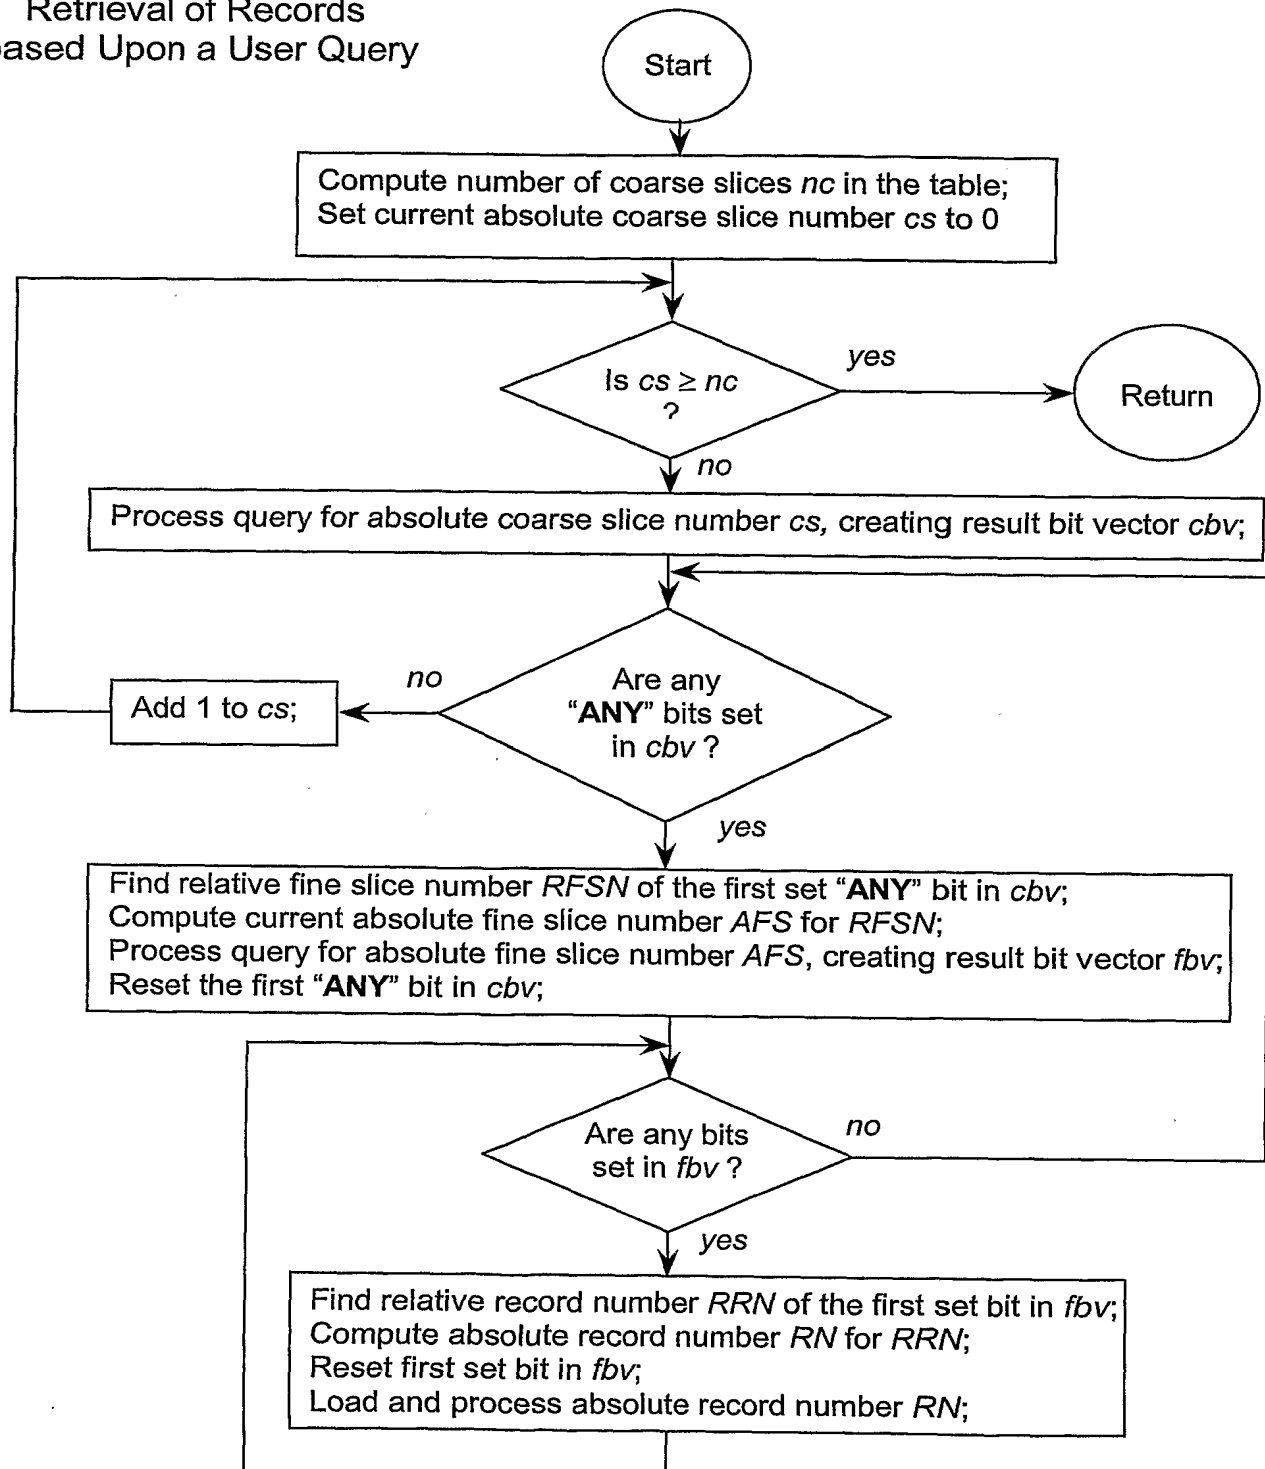 Retrieval of Records
ased Upon a User Query
Start
Compute number of coarse slices nc in the table;
Set current absolute coarse slice number cs to 0
yes
Is cs ≥ nc
?
Return
no
Process query for absolute coarse slice number cs, creating result bit vector cbv;
no
Are any
“ANY” bits set
in cbv ?
Add 1 to cs;
yes
Find relative fine slice number RFSN of the first set “ANY” bit in cbv;
Compute current absolute fine slice number AFS for RFSN;
Process query for absolute fine slice number AFS, creating result bit vector fbv;
Reset the first “ANY” bit in cbv;
Are any bits
set in fbv ?
no
yes
Find relative record number RRN of the first set bit in fbv;
Compute absolute record number RN for RRN;
Reset first set bit in fbv;
Load and process absolute record number RN;